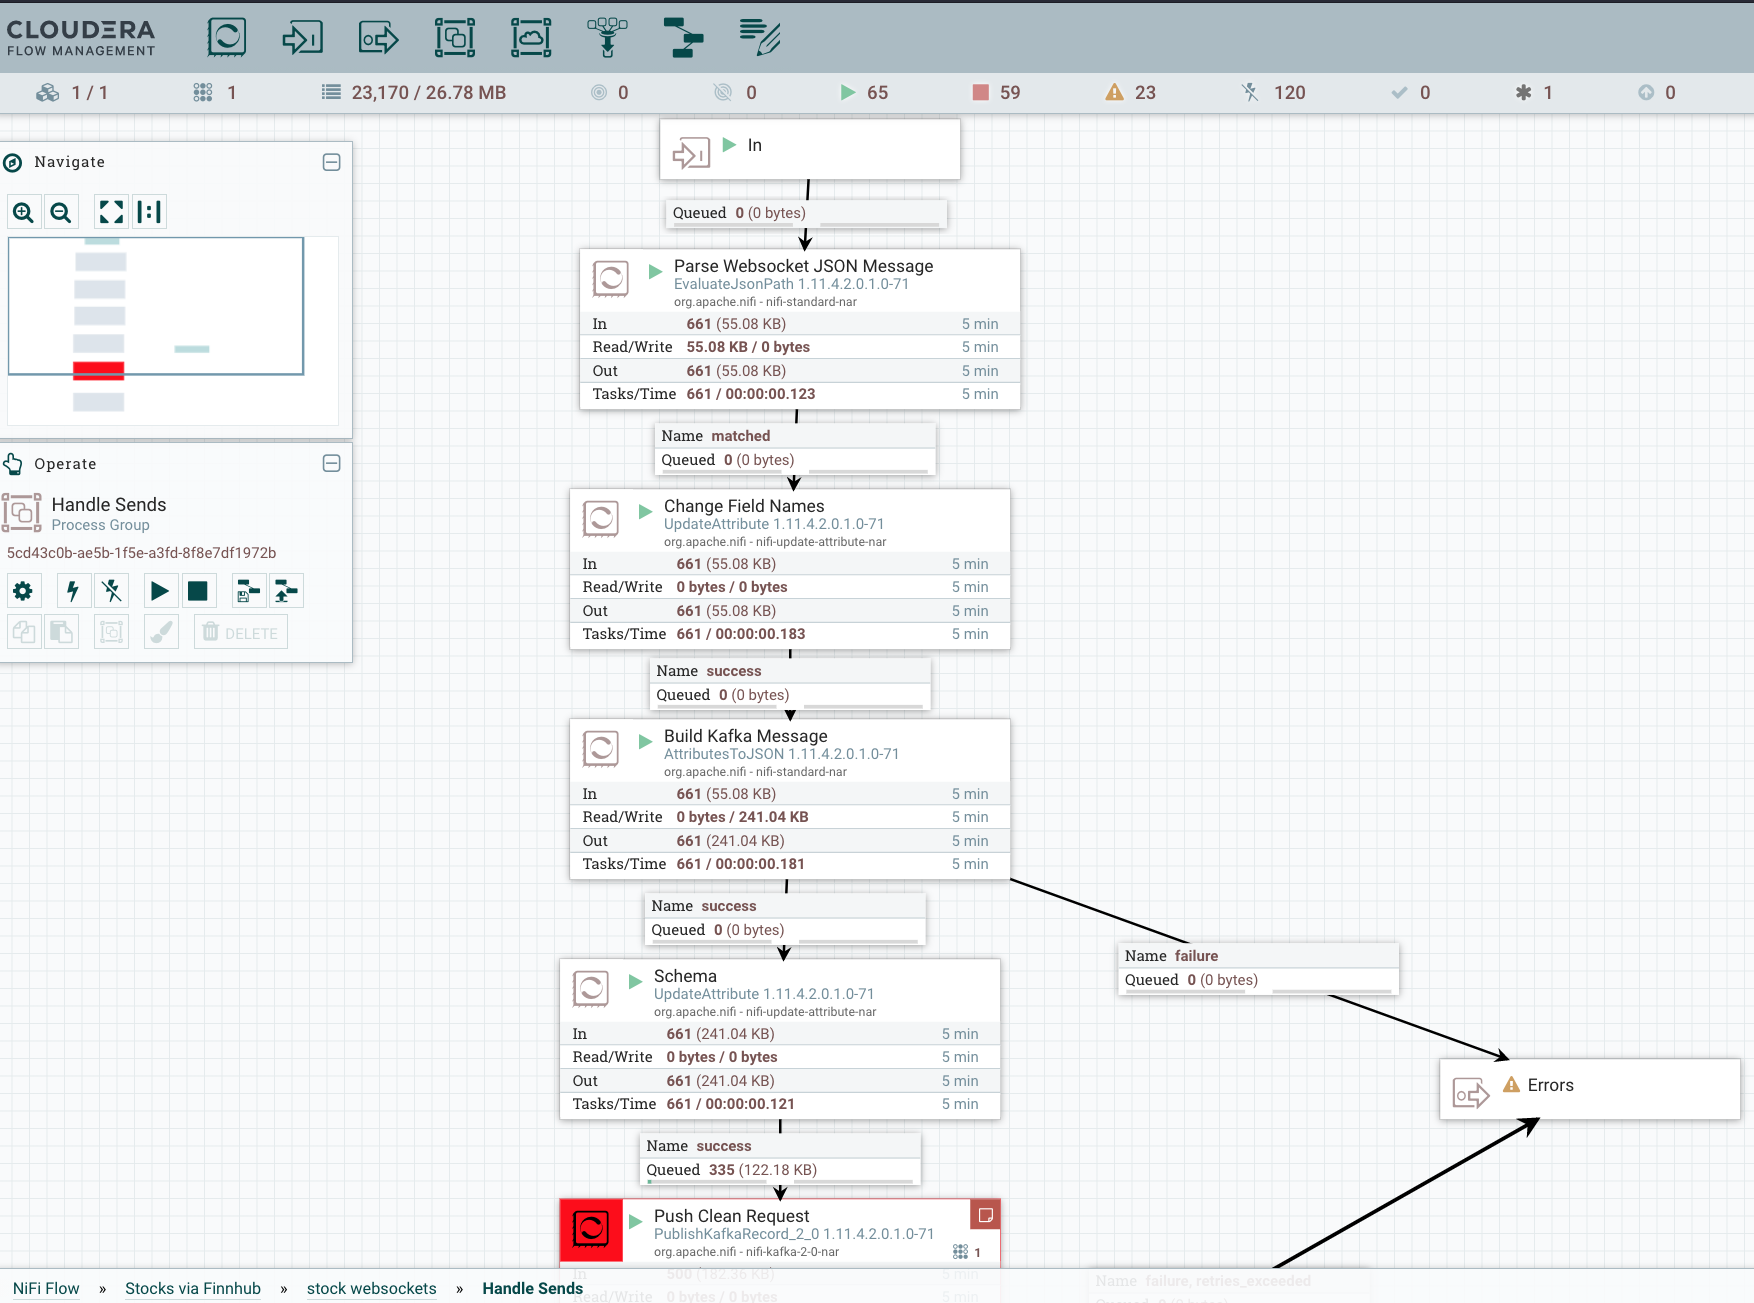 CLOUDERA
FLOW MANAGEMENT
1 / 1
1
23,170 / 26.78 MB
0
0
65
59
23
120
0
1
0
Navigate
Operate
Handle Sends
Process Group
5cd43c0b-ae5b-1f5e-a3fd-8f8e7df1972b
DELETE
In
Queued 0 (0 bytes)
Parse Websocket JSON Message
EvaluateJsonPath 1.11.4.2.0.1.0-71
org.apache.nifi - nifi-standard-nar
In 661 (55.08 KB) 5 min
Read/Write 55.08 KB / 0 bytes 5 min
Out 661 (55.08 KB) 5 min
Tasks/Time 661 / 00:00:00.123 5 min
Name matched
Queued 0 (0 bytes)
Change Field Names
UpdateAttribute 1.11.4.2.0.1.0-71
org.apache.nifi - nifi-update-attribute-nar
In 661 (55.08 KB) 5 min
Read/Write 0 bytes / 0 bytes 5 min
Out 661 (55.08 KB) 5 min
Tasks/Time 661 / 00:00:00.183 5 min
Name success
Queued 0 (0 bytes)
Build Kafka Message
AttributesToJSON 1.11.4.2.0.1.0-71
org.apache.nifi - nifi-standard-nar
In 661 (55.08 KB) 5 min
Read/Write 0 bytes / 241.04 KB 5 min
Out 661 (241.04 KB) 5 min
Tasks/Time 661 / 00:00:00.181 5 min
Name success
Queued 0 (0 bytes)
Name failure
Queued 0 (0 bytes)
Schema
UpdateAttribute 1.11.4.2.0.1.0-71
org.apache.nifi - nifi-update-attribute-nar
In 661 (241.04 KB) 5 min
Read/Write 0 bytes / 0 bytes 5 min
Out 661 (241.04 KB) 5 min
Tasks/Time 661 / 00:00:00.121 5 min
Errors
Name success
Queued 335 (122.18 KB)
Push Clean Request
PublishKafkaRecord_2_0 1.11.4.2.0.1.0-71
org.apache.nifi - nifi-kafka-2-0-nar
1
In 500 (182.36 KB) 5 min
Read/Write 0 bytes / 0 bytes 5 min
Name failure, retries_exceeded
NiFi Flow » Stocks via Finnhub » stock websockets » Handle Sends